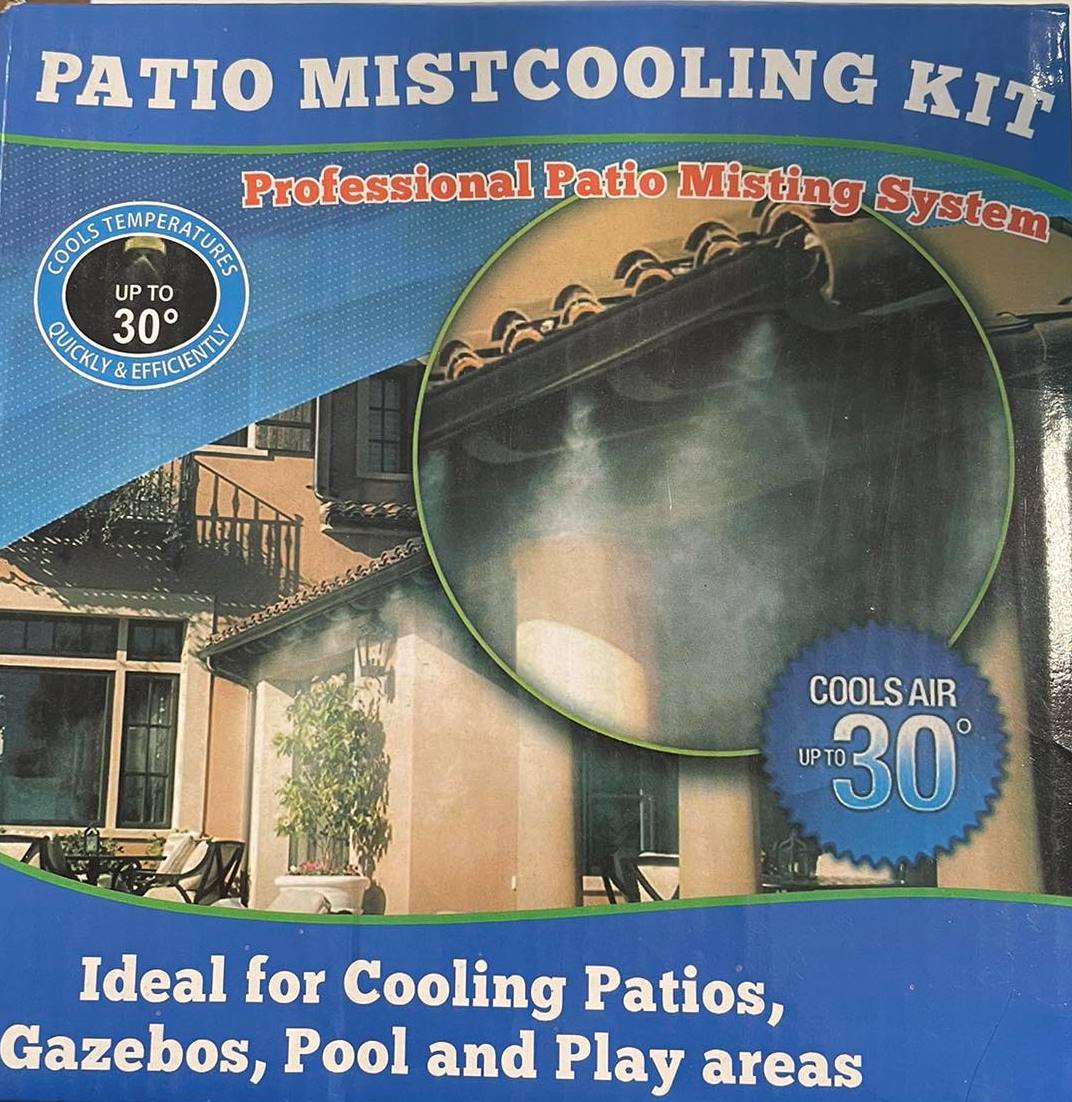 PATIO MISTCOOLING KIT
Professional Patio Misting System
COOLS TEMPERATURES
UP TO
30°
QUICKLY & EFFICIENTLY
COOLS AIR
UP TO 30°
Ideal for Cooling Patios,
Gazebos, Pool and Play areas